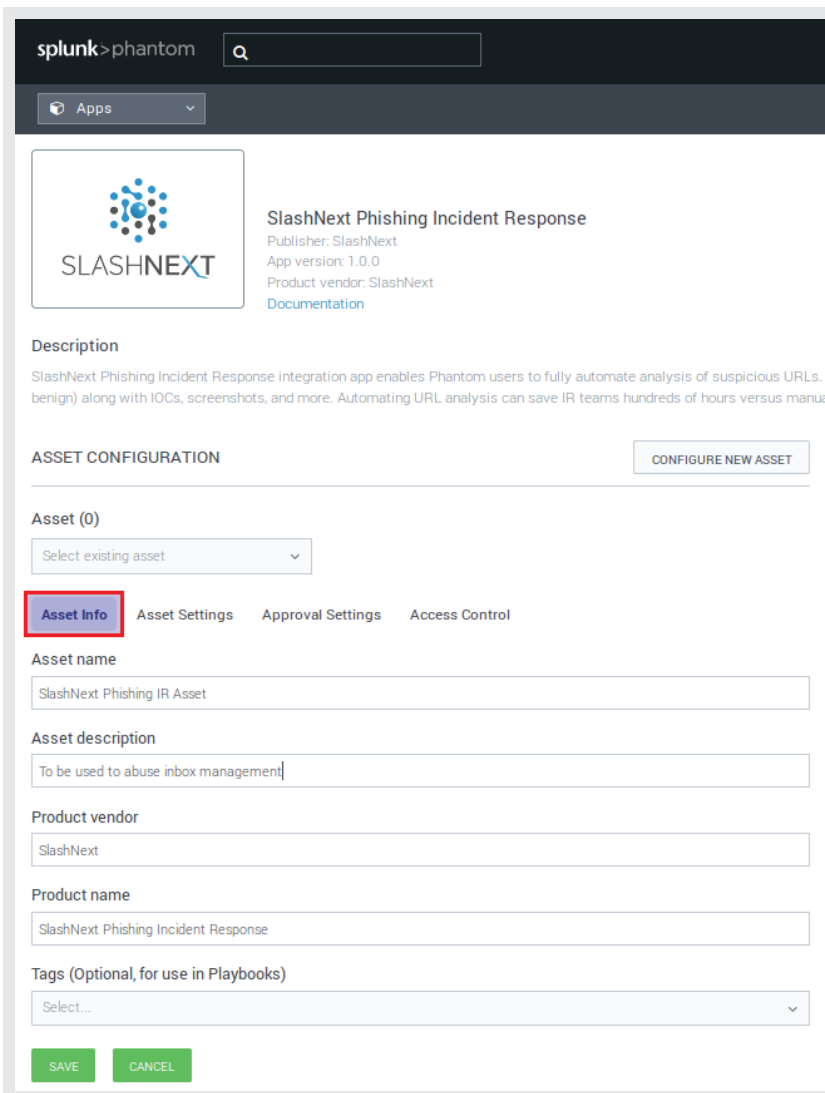 splunk>phantom
Apps
SLASHNEXT
SlashNext Phishing Incident Response
Publisher: SlashNext
App version: 1.0.0
Product vendor: SlashNext
Documentation
Description
SlashNext Phishing Incident Response integration app enables Phantom users to fully automate analysis of suspicious URLs.
benign) along with IOCs, screenshots, and more. Automating URL analysis can save IR teams hundreds of hours versus manua
ASSET CONFIGURATION
CONFIGURE NEW ASSET
Asset (0)
Select existing asset
Asset Info Asset Settings Approval Settings Access Control
Asset name
SlashNext Phishing IR Asset
Asset description
To be used to abuse inbox management
Product vendor
SlashNext
Product name
SlashNext Phishing Incident Response
Tags (Optional, for use in Playbooks)
Select...
SAVE CANCEL